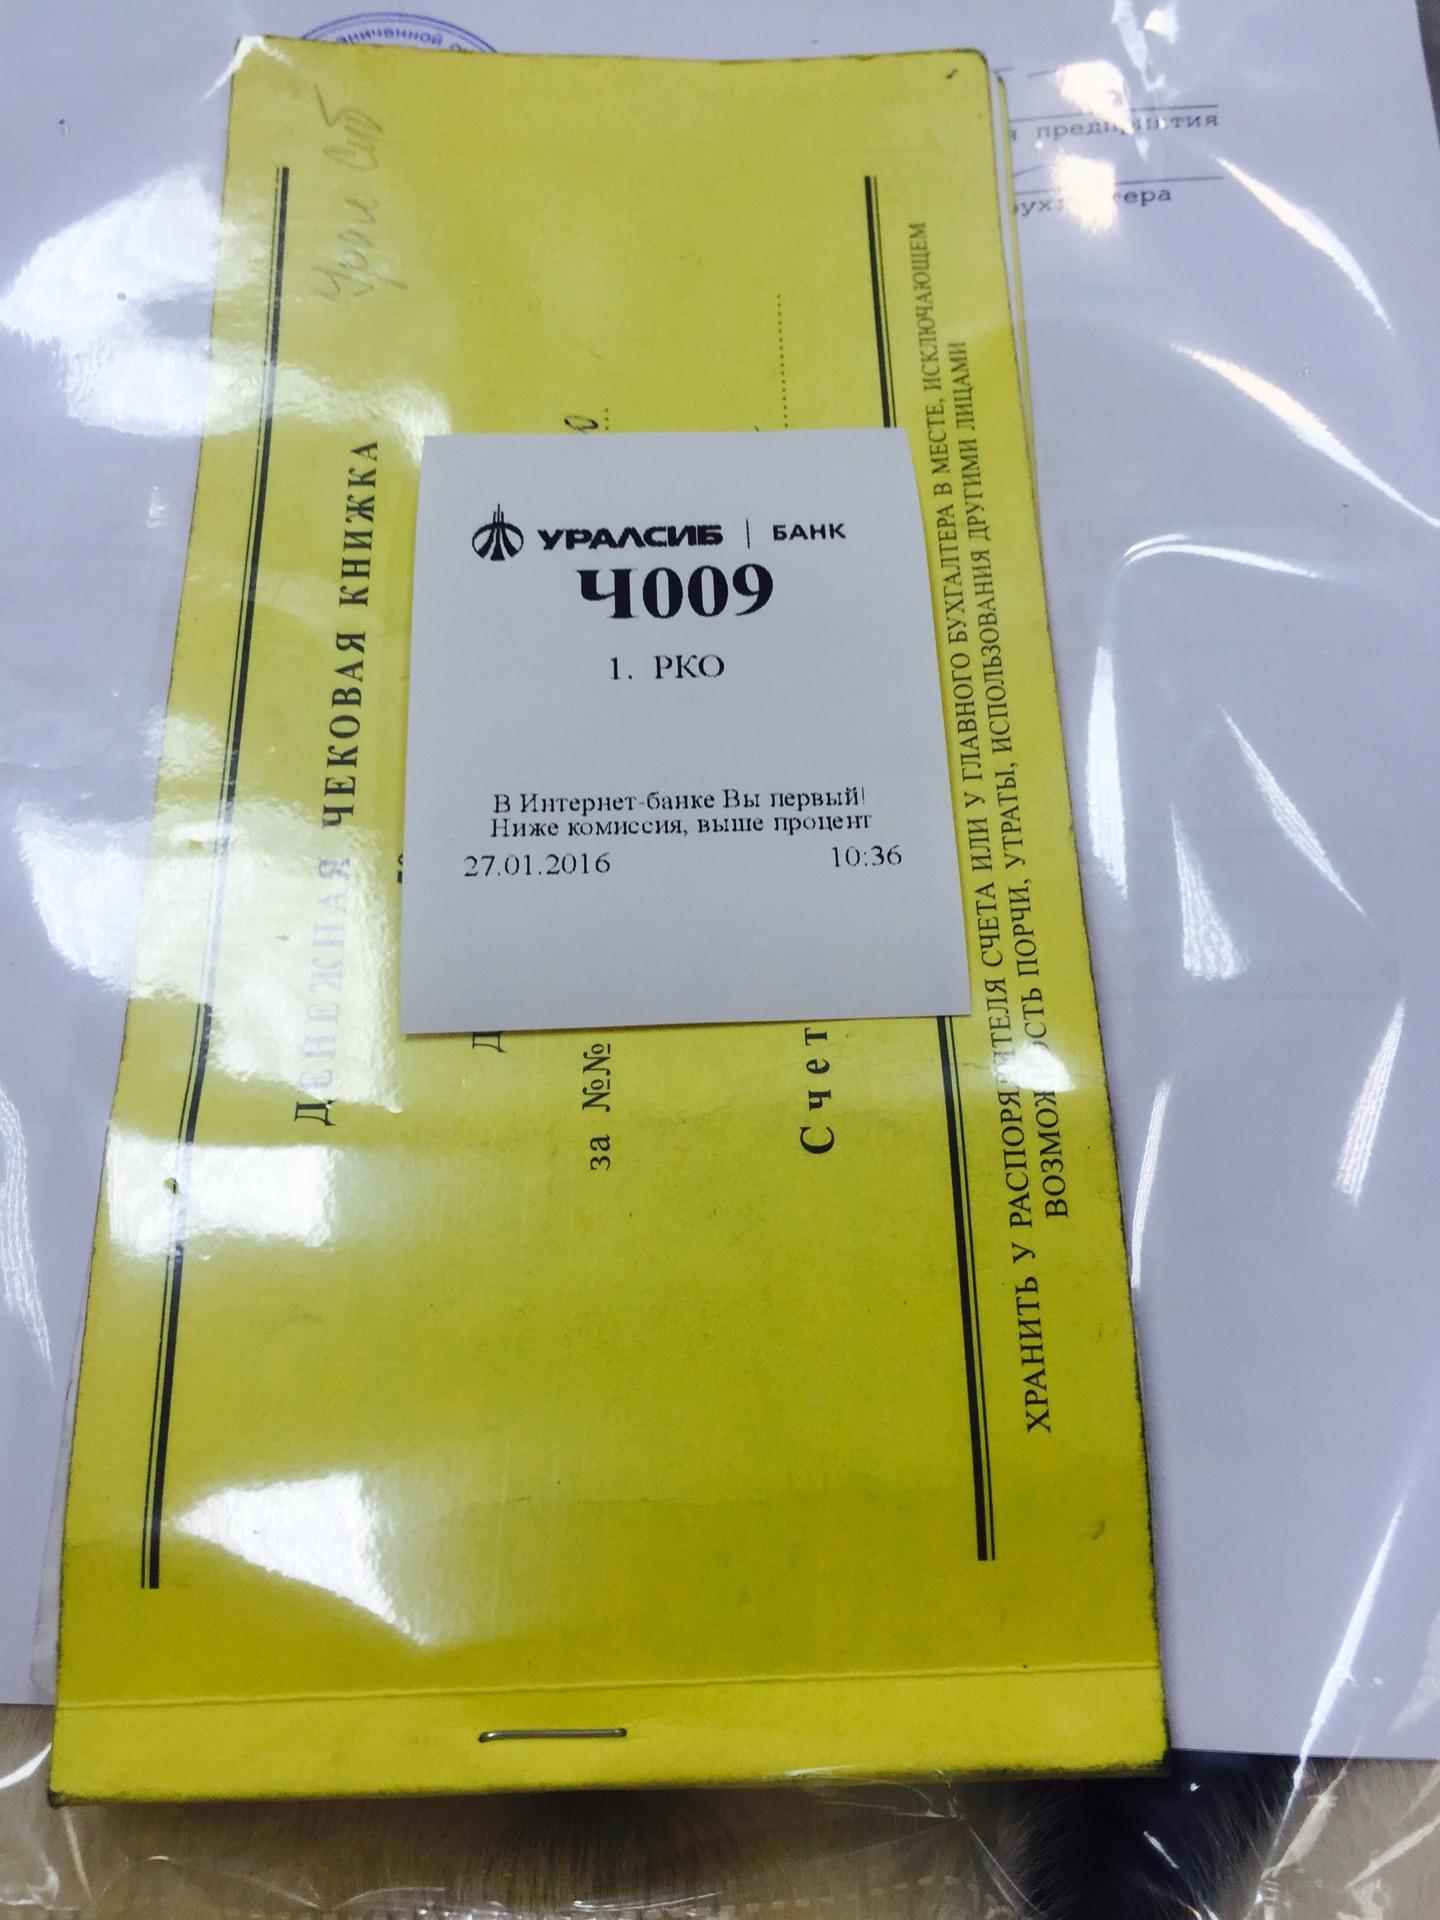 аниченной
предприятия
УралСиб
ДЕНЕЖНАЯ ЧЕКОВАЯ КНИЖКА
за №№
Счет
ХРАНИТЬ У РАСПОРЯДИТЕЛЯ СЧЕТА ИЛИ У ГЛАВНОГО БУХГАЛТЕРА В МЕСТЕ, ИСКЛЮЧАЮЩЕМ
ВОЗМОЖНОСТЬ ПОРЧИ, УТРАТЫ, ИСПОЛЬЗОВАНИЯ ДРУГИМИ ЛИЦАМИ
УРАЛСИБ | БАНК
Ч009
1. РКО
В Интернет-банке Вы первый!
Ниже комиссия, выше процент
27.01.2016 10:36